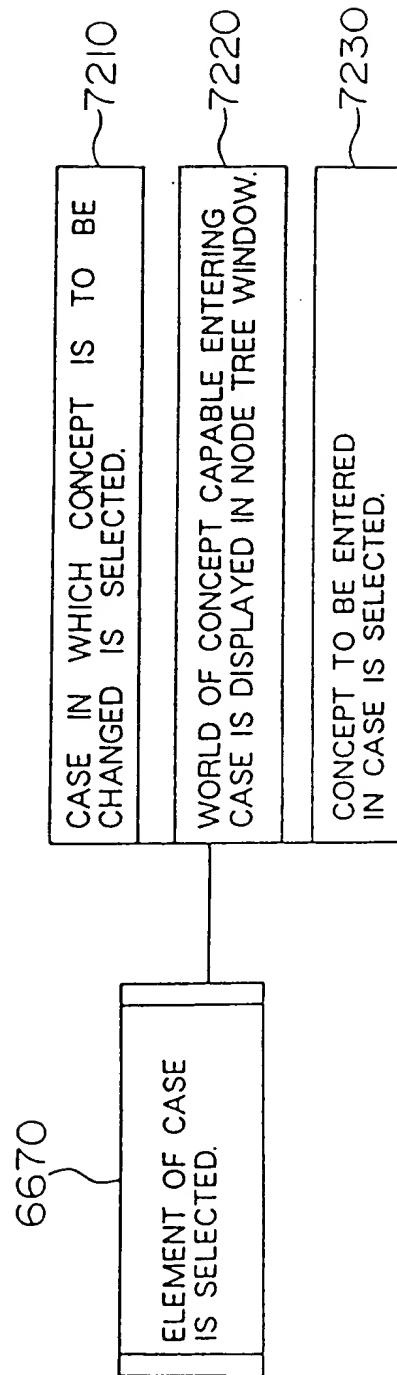 6670
ELEMENT OF CASE
IS SELECTED.
CASE IN WHICH CONCEPT IS TO BE
CHANGED IS SELECTED.
7210
WORLD OF CONCEPT CAPABLE ENTERING
CASE IS DISPLAYED IN NODE TREE WINDOW.
7220
CONCEPT TO BE ENTERED
IN CASE IS SELECTED.
7230